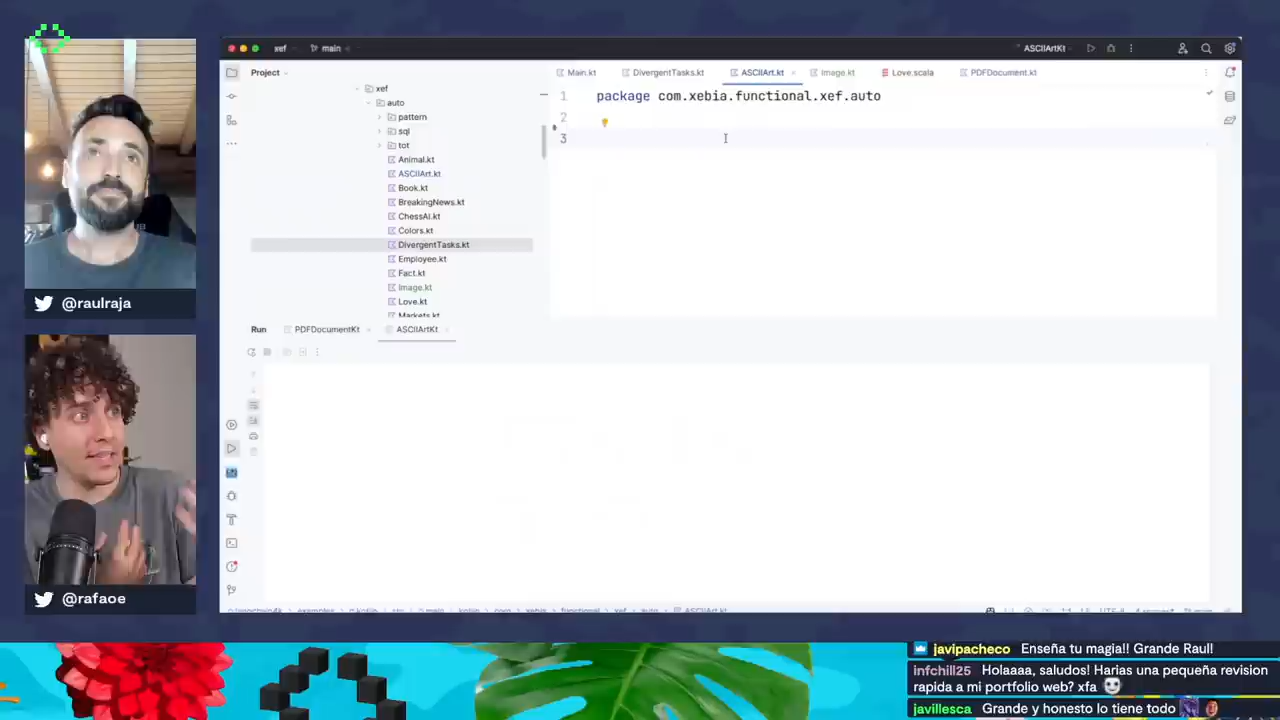 xef
main
ASCIIArtKt
Project
Main.kt
DivergentTasks.kt
ASCIIArt.kt
Image.kt
Love.scala
PDFDocument.kt
xef
auto
pattern
sql
tot
Animal.kt
ASCIIArt.kt
Book.kt
BreakingNews.kt
ChessAI.kt
Colors.kt
DivergentTasks.kt
Employee.kt
Fact.kt
Image.kt
Love.kt
Markets.kt
1 package com.xebia.functional.xef.auto
2
3
Run
PDFDocumentKt
ASCIIArtKt
@raulraja
@rafaoe
javipacheco Enseña tu magia!! Grande Raul!
infchill25 Holaaaa, saludos! Harias una pequeña revision
rapida a mi portfolio web? xfa
javillesca Grande y honesto lo tiene todo